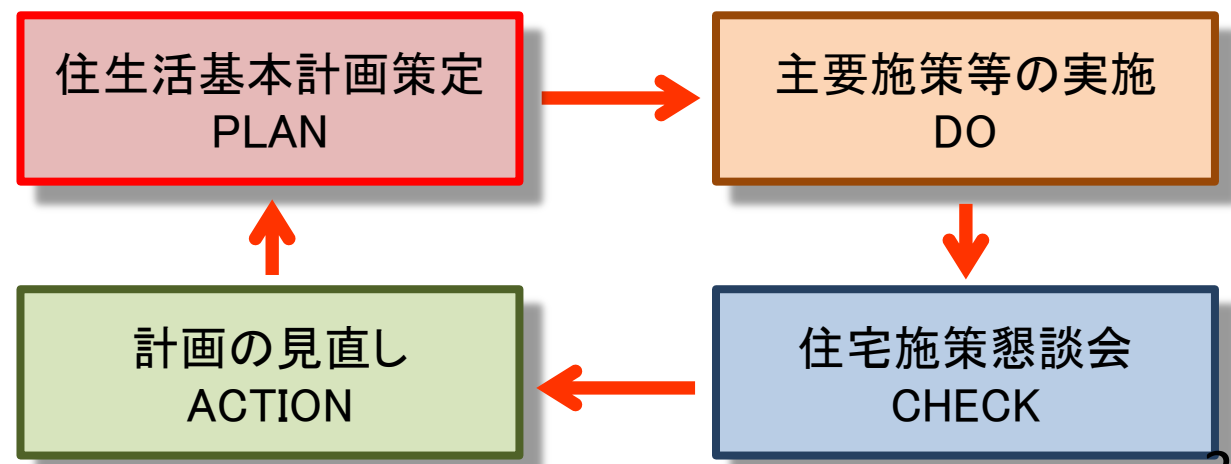 住生活基本計画策定
PLAN
主要施策等の実施
DO
計画の見直し
ACTION
住宅施策懇談会
CHECK